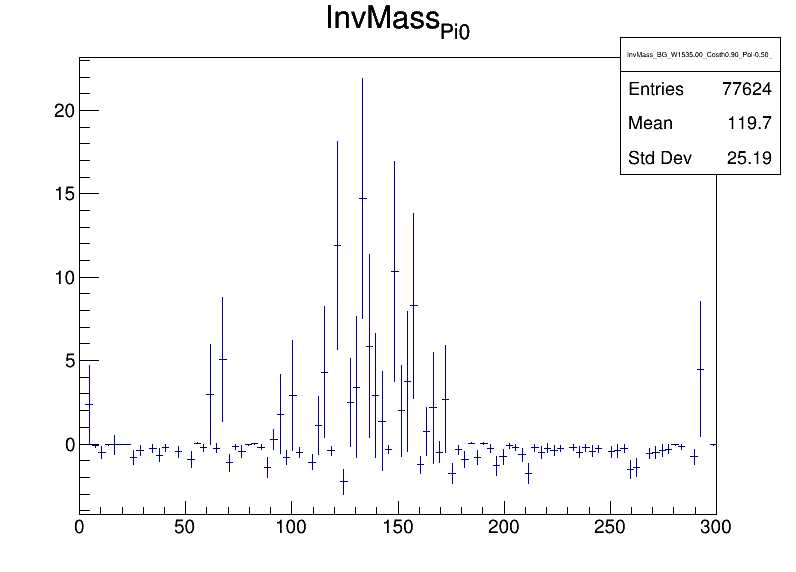 InvMassPi0
InvMass_BG_W1535.00_Costh0.90_Pol-0.50_
Entries 77624
Mean 119.7
Std Dev 25.19
20
15
10
5
0
0 50 100 150 200 250 300